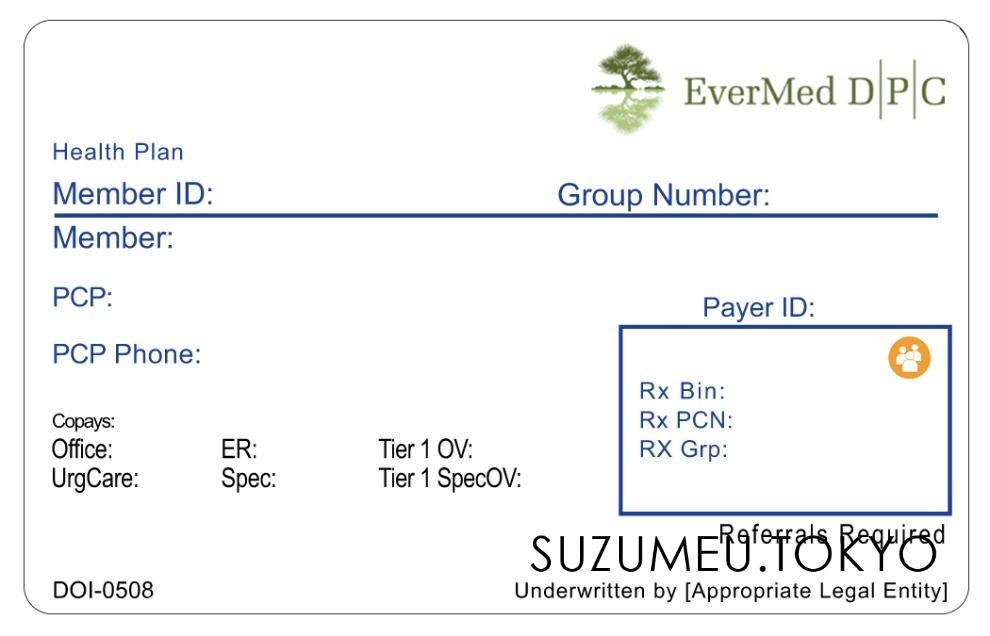 EverMed D|P|C
Health Plan
Member ID: Group Number:
Member:
PCP:
Payer ID:
PCP Phone:
Rx Bin:
Rx PCN:
RX Grp:
Copays:
Office: ER: Tier 1 OV:
UrgCare: Spec: Tier 1 SpecOV:
Referrals Required
SUZUMEU.TOKYO
DOI-0508 Underwritten by [Appropriate Legal Entity]